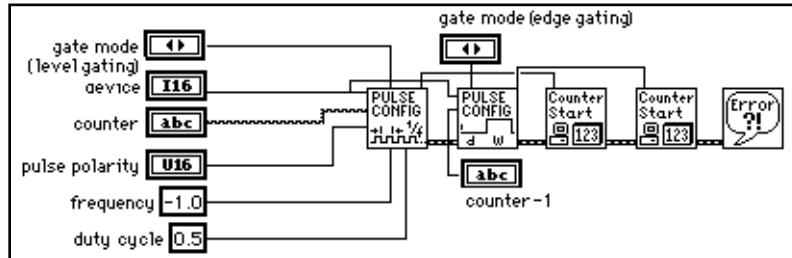 gate mode (edge gating)
gate mode
(level gating)
device I16
counter abc
pulse polarity U16
frequency -1.0
duty cycle 0.5
PULSE CONFIG
1/f
PULSE CONFIG
d w
Counter Start
123
Counter Start
123
Error
?!
abc
counter-1